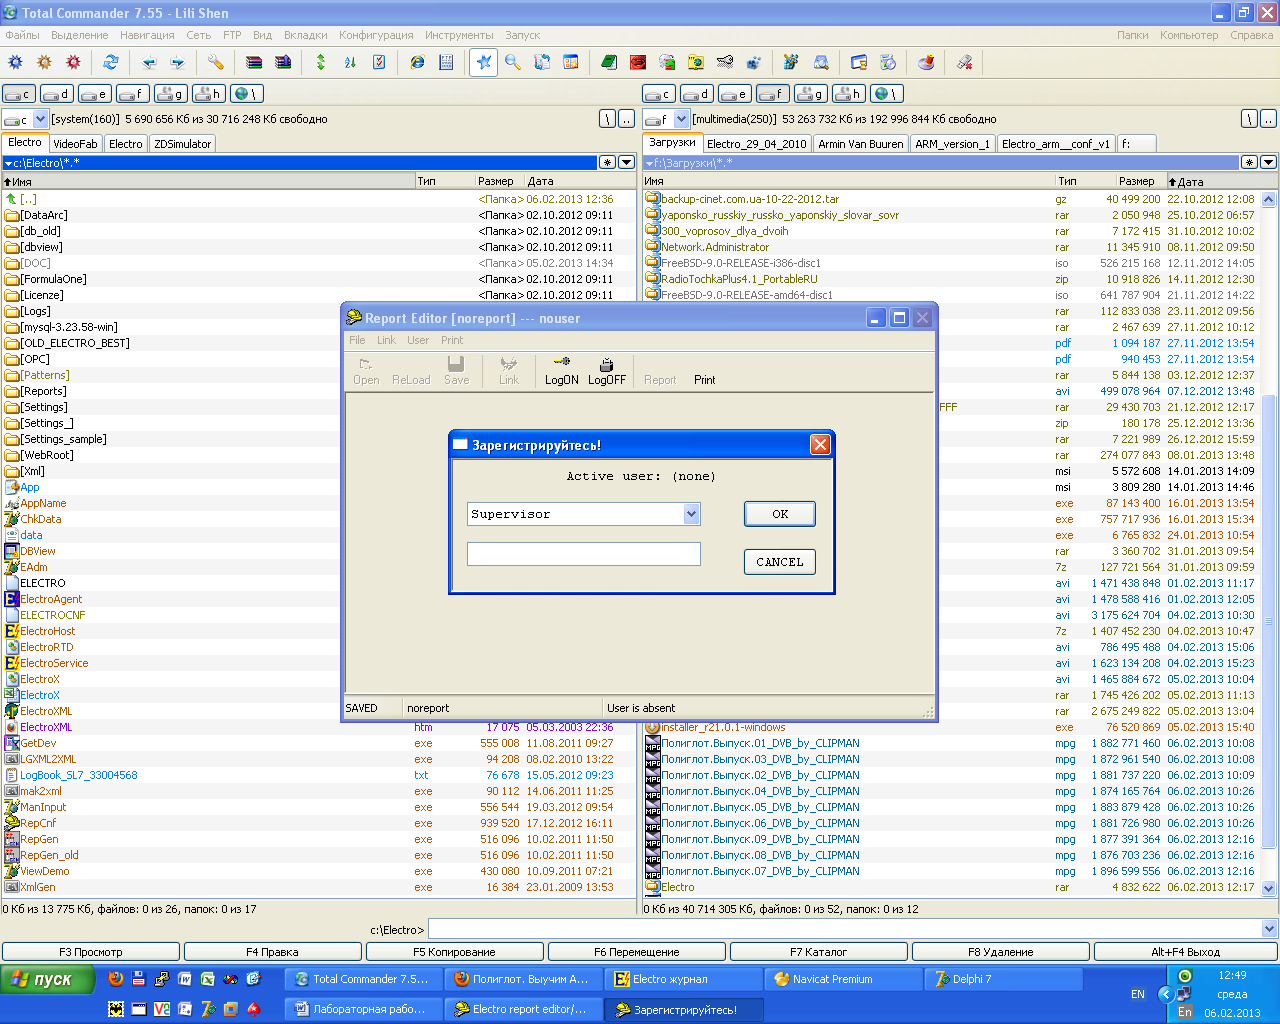 Total Commander 7.55 - Lili Shen
Файлы Выделение Навигация Сеть FTP Вид Вкладки Конфигурация Инструменты Запуск Папки Компьютер Справка
c d e f g h \ c d e f g h \
c [system(160)] 5 690 656 Кб из 30 716 248 Кб свободно \ .. f [multimedia(250)] 53 263 732 Кб из 192 996 844 Кб свободно \ ..
Electro VideoFab Electro ZDSimulator Загрузки Electro_29_04_2010 Armin Van Buuren ARM_version_1 Electro_arm__conf_v1 f:
c:\Electro\*.* * f:\Загрузки\*.* *
Имя Тип Размер Дата Имя Тип Размер Дата
[..] <Папка> 06.02.2013 12:36 backup-cinet.com.ua-10-22-2012.tar gz 40 499 200 22.10.2012 12:08
[DataArc] <Папка> 02.10.2012 09:11 yaponsko_russkiy_russko_yaponskiy_slovar_sovr rar 2 050 948 25.10.2012 06:57
[db_old] <Папка> 02.10.2012 09:11 300_voprosov_dlya_dvoih rar 7 172 415 31.10.2012 10:02
[dbview] <Папка> 02.10.2012 09:11 Network.Administrator rar 11 345 910 08.11.2012 09:50
[DOC] <Папка> 05.02.2013 14:34 FreeBSD-9.0-RELEASE-i386-disc1 iso 526 215 168 12.11.2012 14:05
[FormulaOne] <Папка> 02.10.2012 09:11 RadioTochkaPlus4.1_PortableRU zip 10 918 826 14.11.2012 12:30
[Licenze] <Папка> 02.10.2012 09:11 FreeBSD-9.0-RELEASE-amd64-disc1 iso 641 787 904 21.11.2012 14:22
[Logs] rar 112 833 038 23.11.2012 09:56
[mysql-3.23.58-win] rar 2 467 639 27.11.2012 10:12
[OLD_ELECTRO_BEST] pdf 1 094 187 27.11.2012 13:54
[OPC] pdf 940 453 27.11.2012 13:54
[Patterns] rar 5 844 138 03.12.2012 12:37
[Reports] avi 499 078 964 07.12.2012 13:48
[Settings] FFF rar 29 430 703 21.12.2012 12:17
[Settings_] zip 180 178 25.12.2012 13:36
[Settings_sample] rar 7 221 989 26.12.2012 15:59
[WebRoot] rar 274 077 843 08.01.2013 13:48
[Xml] msi 5 572 608 14.01.2013 14:09
App msi 3 809 280 14.01.2013 14:46
AppName exe 87 143 400 16.01.2013 13:54
ChkData exe 757 717 936 16.01.2013 15:34
data exe 6 765 832 24.01.2013 10:54
DBView rar 3 360 702 31.01.2013 09:54
EAdm 7z 127 721 564 31.01.2013 09:59
ELECTRO avi 1 471 438 848 01.02.2013 11:17
ElectroAgent avi 1 478 588 416 01.02.2013 12:05
ELECTROCNF avi 3 175 624 704 04.02.2013 10:30
ElectroHost 7z 1 407 452 230 04.02.2013 10:47
ElectroRTD avi 786 495 488 04.02.2013 15:06
ElectroService avi 1 623 134 208 04.02.2013 15:23
ElectroX avi 1 465 884 672 05.02.2013 10:04
ElectroX rar 1 745 426 202 05.02.2013 11:13
ElectroXML rar 2 675 249 822 05.02.2013 13:04
ElectroXML htm 17 075 05.03.2003 22:36 installer_r21.0.1-windows exe 76 520 869 05.02.2013 15:40
GetDev exe 555 008 11.08.2011 09:27 Полиглот.Выпуск.01_DVB_by_CLIPMAN mpg 1 882 771 460 06.02.2013 10:08
LGXML2XML exe 94 208 08.02.2010 13:22 Полиглот.Выпуск.03_DVB_by_CLIPMAN mpg 1 872 961 540 06.02.2013 10:08
LogBook_SL7_33004568 txt 76 678 15.05.2012 09:23 Полиглот.Выпуск.02_DVB_by_CLIPMAN mpg 1 881 737 220 06.02.2013 10:09
mak2xml exe 90 112 14.06.2011 11:25 Полиглот.Выпуск.04_DVB_by_CLIPMAN mpg 1 874 165 764 06.02.2013 10:26
ManInput exe 556 544 19.03.2012 09:54 Полиглот.Выпуск.05_DVB_by_CLIPMAN mpg 1 883 879 428 06.02.2013 10:26
RepCnf exe 939 520 17.12.2012 16:11 Полиглот.Выпуск.06_DVB_by_CLIPMAN mpg 1 881 726 980 06.02.2013 10:26
RepGen exe 516 096 10.02.2011 11:50 Полиглот.Выпуск.09_DVB_by_CLIPMAN mpg 1 877 391 364 06.02.2013 12:16
RepGen_old exe 516 096 10.02.2011 11:50 Полиглот.Выпуск.08_DVB_by_CLIPMAN mpg 1 876 703 236 06.02.2013 12:16
ViewDemo exe 430 080 10.09.2011 07:21 Полиглот.Выпуск.07_DVB_by_CLIPMAN mpg 1 896 599 556 06.02.2013 12:16
XmlGen exe 16 384 23.01.2009 13:53 Electro rar 4 832 622 06.02.2013 12:17
0 Кб из 13 775 Кб, файлов: 0 из 26, папок: 0 из 17 0 Кб из 40 714 305 Кб, файлов: 0 из 52, папок: 0 из 12
Report Editor [noreport] --- nouser
File Link User Print
Open ReLoad Save Link LogON LogOFF Report Print
Зарегистрируйтесь!
Active user: (none)
Supervisor OK
CANCEL
SAVED noreport User is absent
c:\Electro>
F3 Просмотр F4 Правка F5 Копирование F6 Перемещение F7 Каталог F8 Удаление Alt+F4 Выход
пуск Total Commander 7.5... Полиглот. Выучим А... Electro журнал Navicat Premium Delphi 7 12:49
EN среда
Лабораторная рабо... Electro report editor/... Зарегистрируйтесь! En 06.02.2013